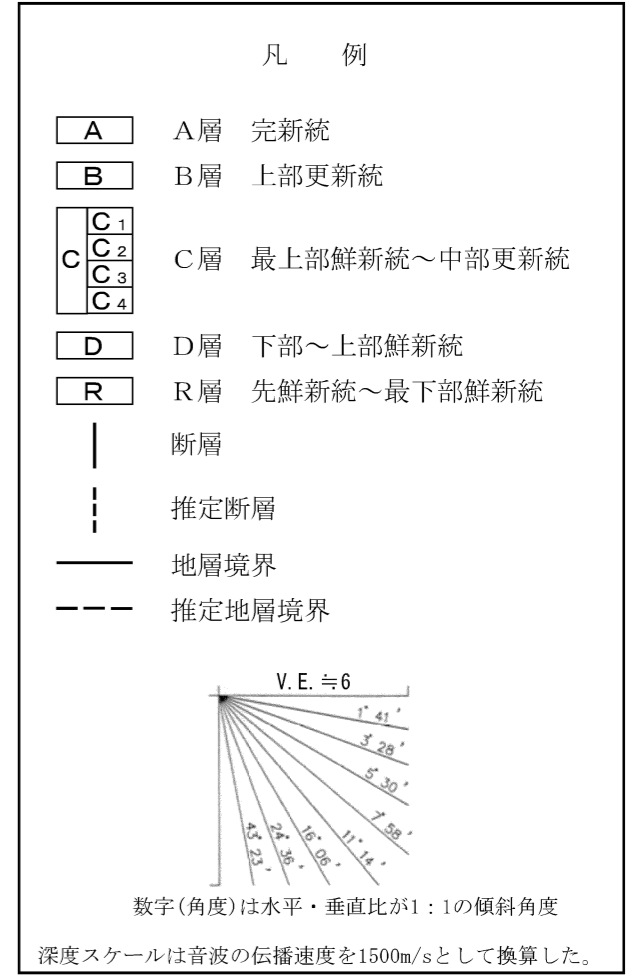 凡　例
A　A層　完新統
B　B層　上部更新統
C　C1　C2　C3　C4　C層　最上部鮮新統～中部更新統
D　D層　下部～上部鮮新統
R　R層　先鮮新統～最下部鮮新統
断層
推定断層
地層境界
推定地層境界
V.E.≒6
1°41′
3°28′
5°30′
7°58′
11°14′
16°06′
24°36′
43°23′
数字(角度)は水平・垂直比が1：1の傾斜角度
深度スケールは音波の伝播速度を1500m/sとして換算した。